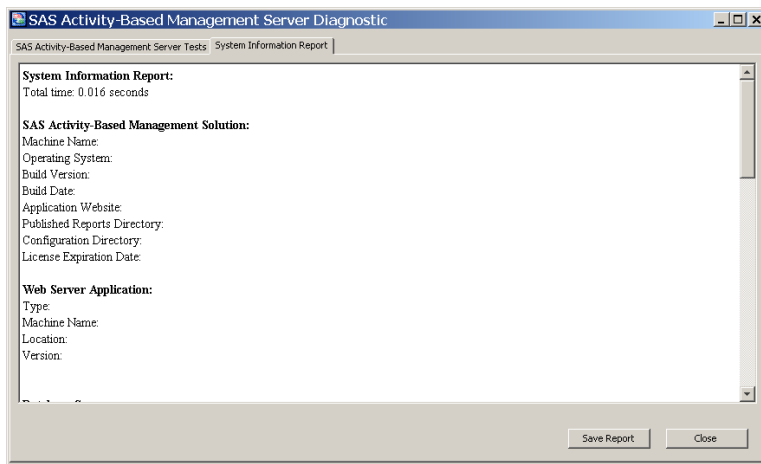 SAS Activity-Based Management Server Diagnostic
SAS Activity-Based Management Server Tests System Information Report
System Information Report:
Total time: 0.016 seconds
SAS Activity-Based Management Solution:
Machine Name:
Operating System:
Build Version:
Build Date:
Application Website:
Published Reports Directory:
Configuration Directory:
License Expiration Date:
Web Server Application:
Type:
Machine Name:
Location:
Version:
Save Report Close